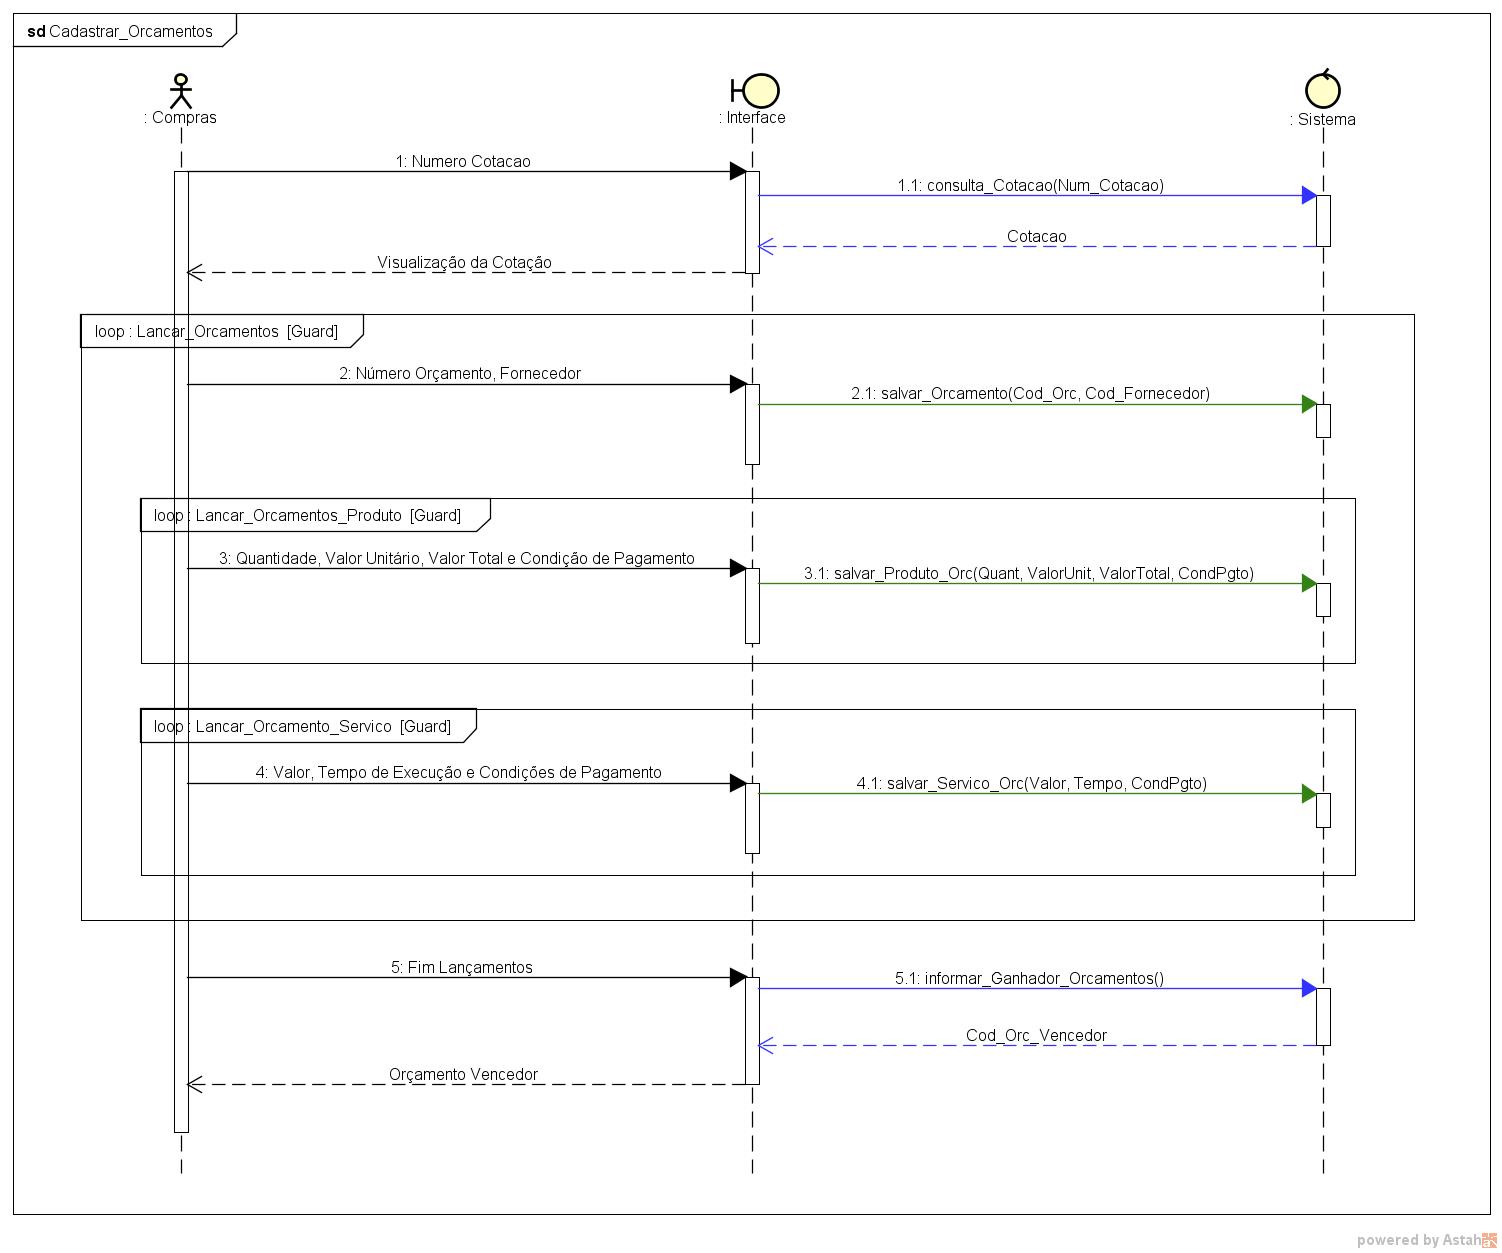 sd Cadastrar_Orcamentos
: Compras
: Interface
: Sistema
1: Numero Cotacao
1.1: consulta_Cotacao(Num_Cotacao)
Cotacao
Visualização da Cotação
loop : Lancar_Orcamentos [Guard]
2: Número Orçamento, Fornecedor
2.1: salvar_Orcamento(Cod_Orc, Cod_Fornecedor)
loop : Lancar_Orcamentos_Produto [Guard]
3: Quantidade, Valor Unitário, Valor Total e Condição de Pagamento
3.1: salvar_Produto_Orc(Quant, ValorUnit, ValorTotal, CondPgto)
loop : Lancar_Orcamento_Servico [Guard]
4: Valor, Tempo de Execução e Condições de Pagamento
4.1: salvar_Servico_Orc(Valor, Tempo, CondPgto)
5: Fim Lançamentos
5.1: informar_Ganhador_Orcamentos()
Cod_Orc_Vencedor
Orçamento Vencedor
powered by Astah